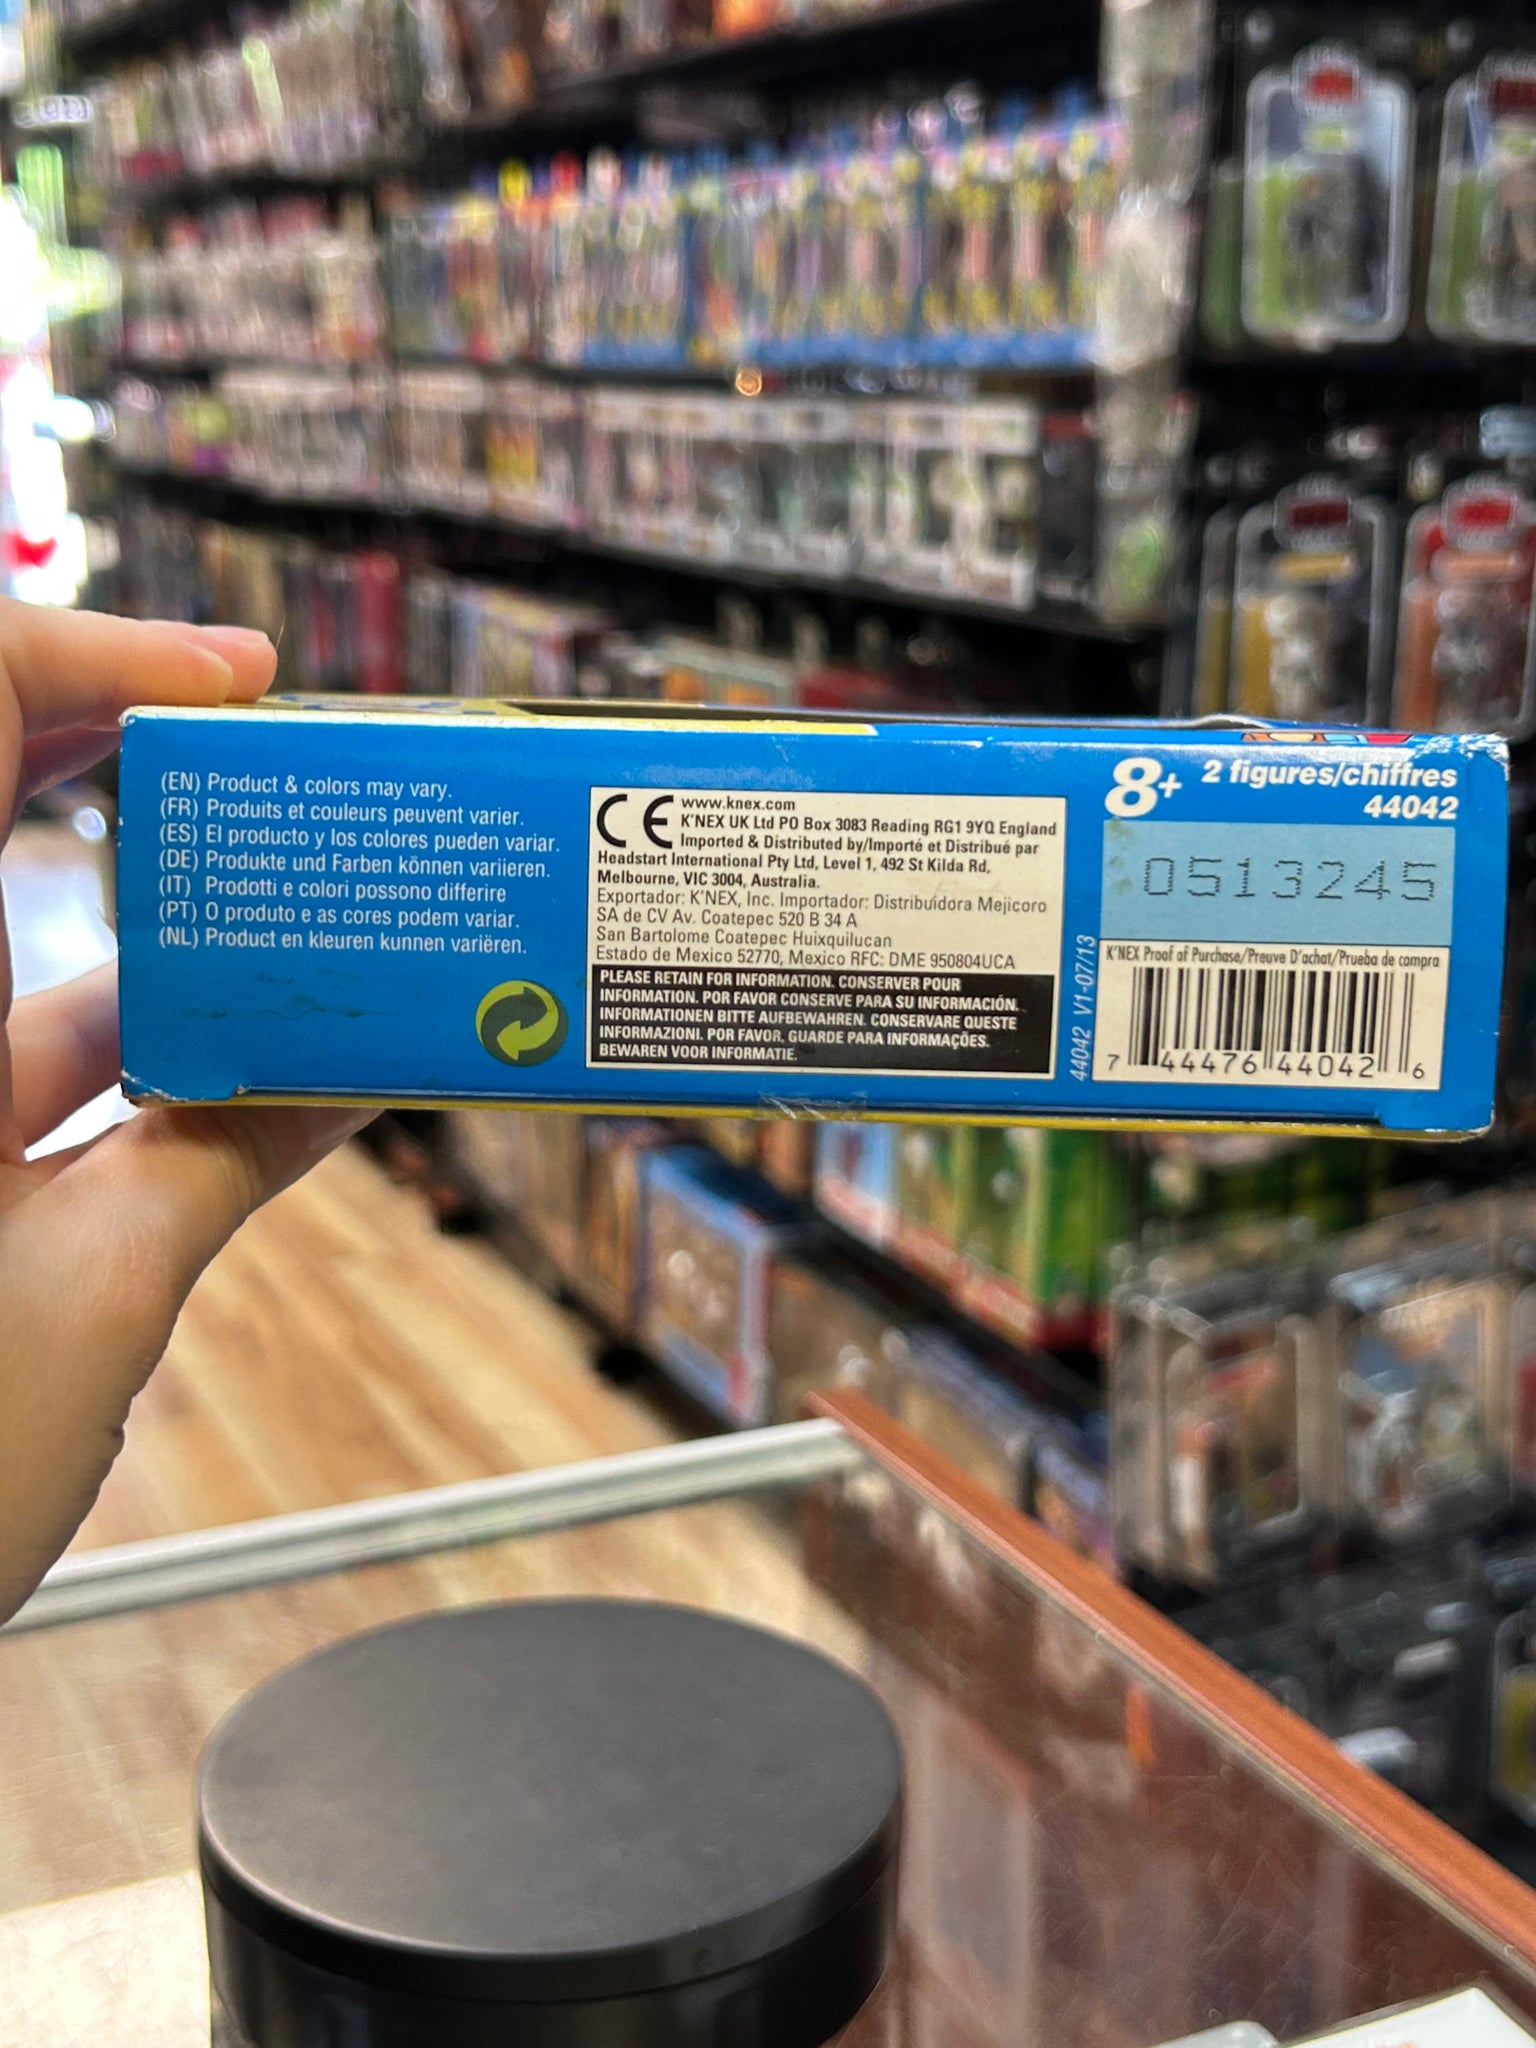 (EN) Product & colors may vary.
(FR) Produits et couleurs peuvent varier.
(ES) El producto y los colores pueden variar.
(DE) Produkte und Farben können variieren.
(IT) Prodotti e colori possono differire
(PT) O produto e as cores podem variar.
(NL) Product en kleuren kunnen variëren.
CE
www.knex.com
K'NEX UK Ltd PO Box 3083 Reading RG1 9YQ England
Imported & Distributed by/Importé et Distribué par
Headstart International Pty Ltd, Level 1, 492 St Kilda Rd,
Melbourne, VIC 3004, Australia.
Exportador: K'NEX, Inc. Importador: Distribuidora Mejicoro
SA de CV Av. Coatepec 520 B 34 A
San Bartolome Coatepec Huixquilucan
Estado de Mexico 52770, Mexico RFC: DME 950804UCA
PLEASE RETAIN FOR INFORMATION. CONSERVER POUR
INFORMATION. POR FAVOR CONSERVE PARA SU INFORMACIÓN.
INFORMATIONEN BITTE AUFBEWAHREN. CONSERVARE QUESTE
INFORMAZIONI. POR FAVOR, GUARDE PARA INFORMAÇÕES.
BEWAREN VOOR INFORMATIE.
8+
2 figures/chiffres
44042
0513245
44042 V1-07/13
K'NEX Proof of Purchase/Preuve D'achat/Prueba de compra
7 44476 44042 6